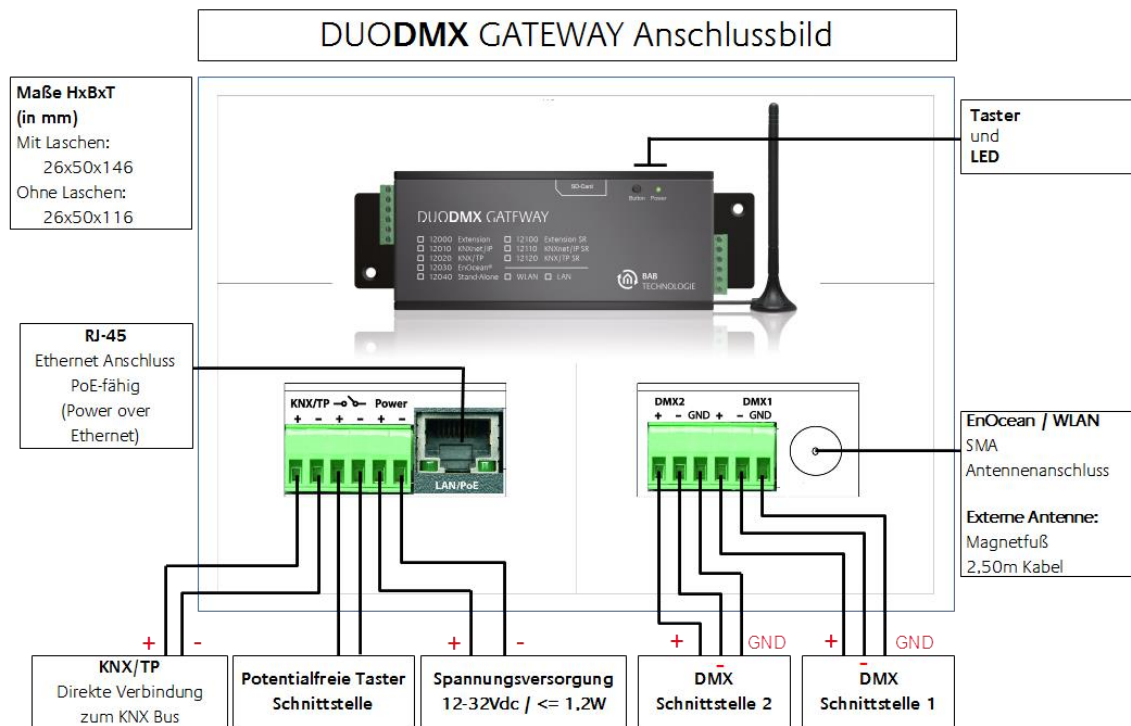 DUODMX GATEWAY Anschlussbild
Maße HxBxT
(in mm)
Mit Laschen:
26x50x146
Ohne Laschen:
26x50x116
Taster
und
LED
SD-Card
Button Power
DUODMX GATEWAY
12000 Extension 12100 Extension SR
12010 KNXnet/IP 12110 KNXnet/IP SR
12020 KNX/TP 12120 KNX/TP SR
12030 EnOcean®
12040 Stand-Alone WLAN LAN
BAB
TECHNOLOGIE
RJ-45
Ethernet Anschluss
PoE-fähig
(Power over
Ethernet)
KNX/TP Power
+ - + - + -
LAN/PoE
DMX2 DMX1
+ - GND + - GND
EnOcean / WLAN
SMA
Antennenanschluss
Externe Antenne:
Magnetfuß
2,50m Kabel
+ - + - + - GND + - GND
KNX/TP
Direkte Verbindung
zum KNX Bus
Potentialfreie Taster
Schnittstelle
Spannungsversorgung
12-32Vdc / <= 1,2W
DMX
Schnittstelle 2
DMX
Schnittstelle 1